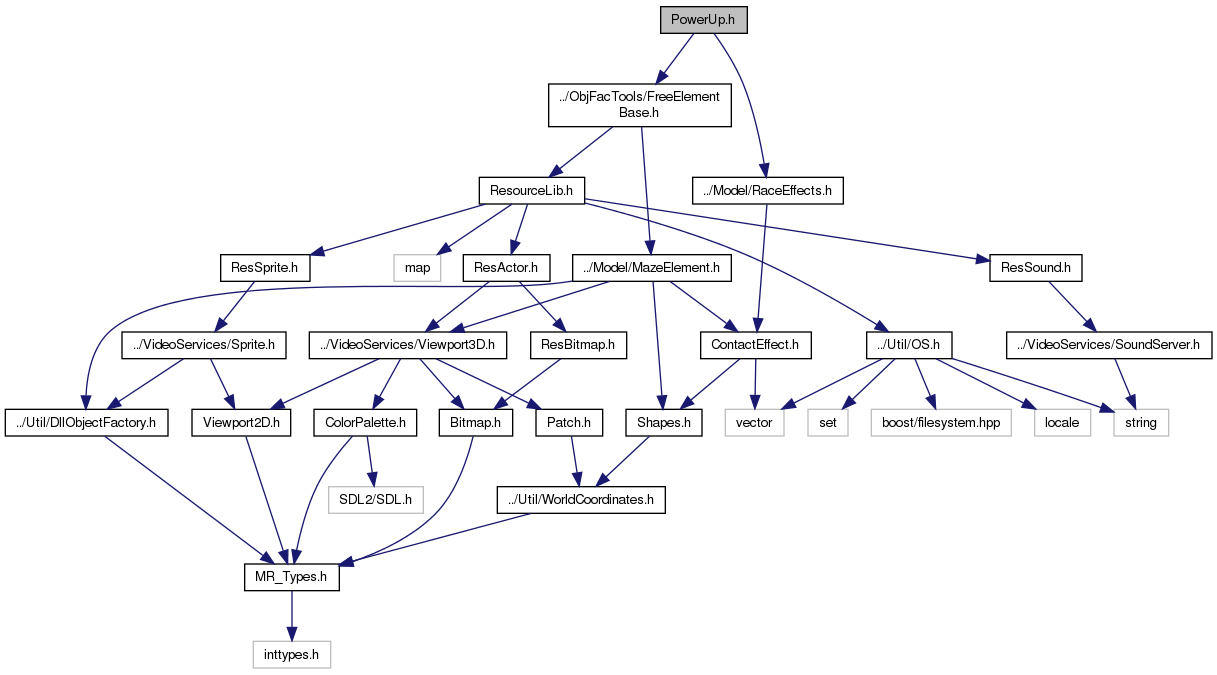 PowerUp.h
../ObjFacTools/FreeElement
Base.h
ResourceLib.h
../Model/RaceEffects.h
ResSprite.h
map
ResActor.h
../Model/MazeElement.h
ResSound.h
../VideoServices/Sprite.h
../VideoServices/Viewport3D.h
ResBitmap.h
ContactEffect.h
../Util/OS.h
../VideoServices/SoundServer.h
../Util/DllObjectFactory.h
Viewport2D.h
ColorPalette.h
Bitmap.h
Patch.h
Shapes.h
vector
set
boost/filesystem.hpp
locale
string
SDL2/SDL.h
../Util/WorldCoordinates.h
MR_Types.h
inttypes.h